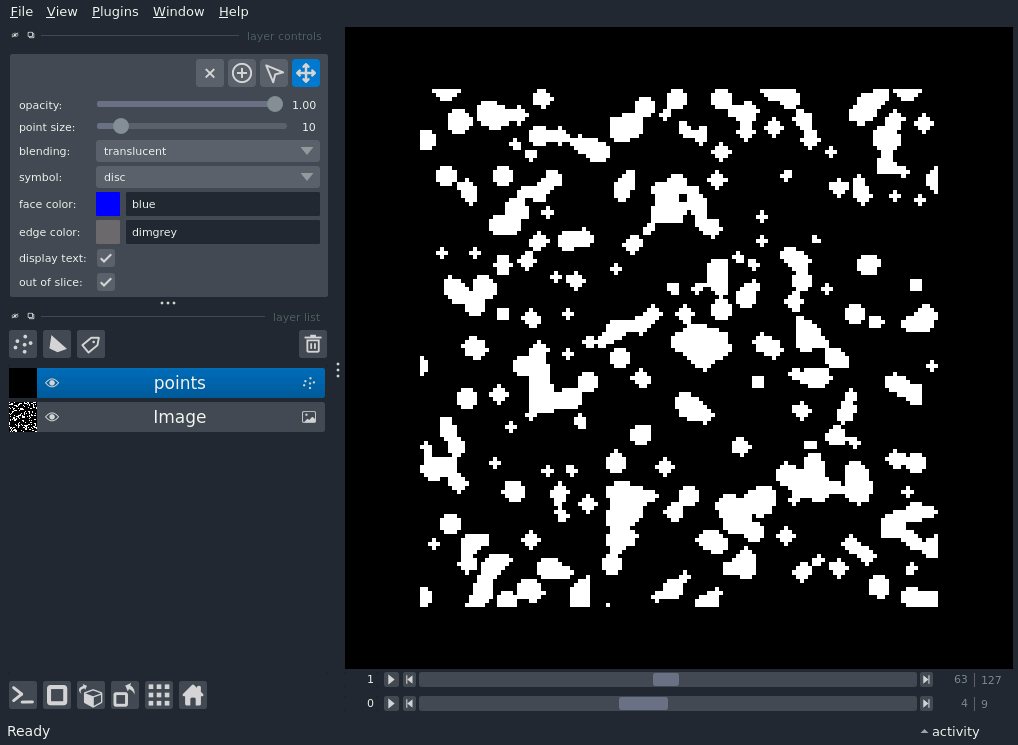 File View Plugins Window Help
layer controls
opacity: 1.00
point size: 10
blending: translucent
symbol: disc
face color: blue
edge color: dimgrey
display text:
out of slice:
layer list
points
Image
1 63 127
0 4 9
Ready activity